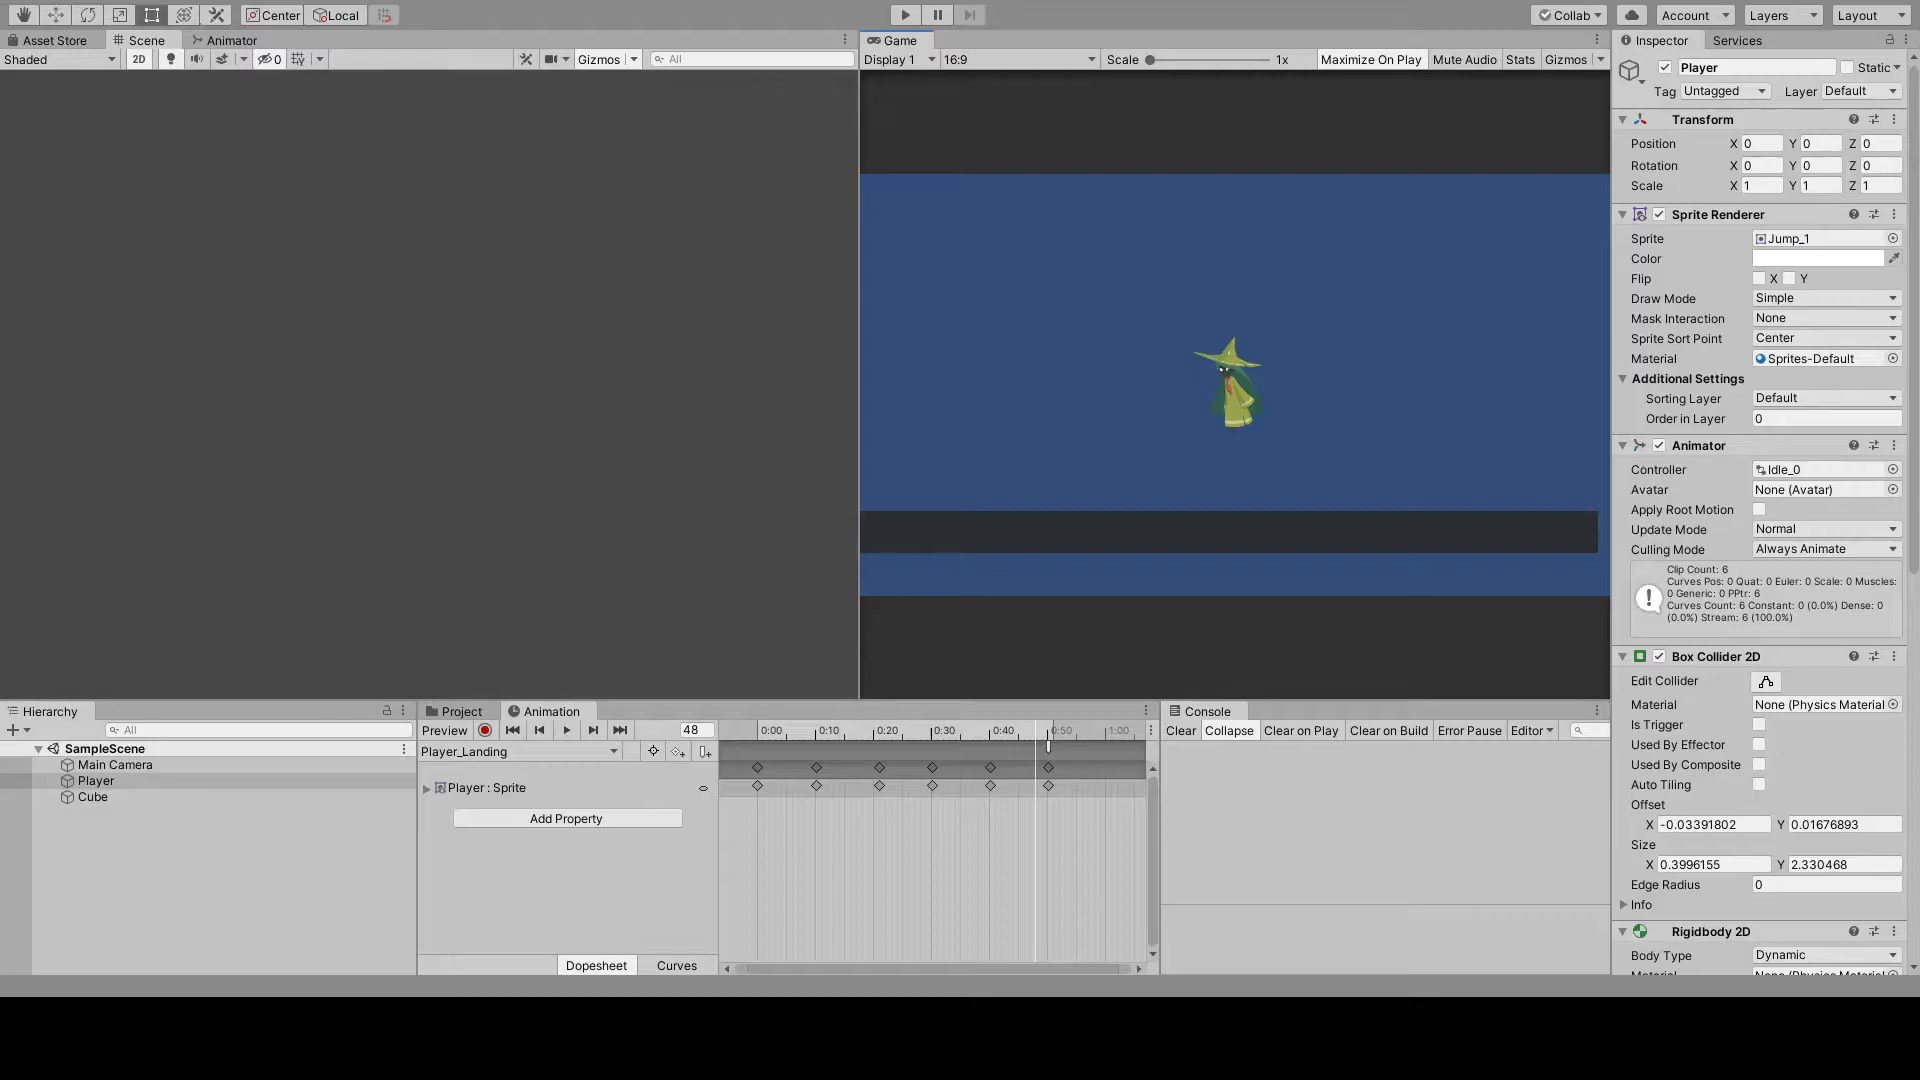 Center Local Collab Account Layers Layout
Asset Store Scene Animator Game Inspector Services
Shaded 2D 0 Gizmos All Display 1 16:9 Scale 1x Maximize On Play Mute Audio Stats Gizmos
Player Static
Tag Untagged Layer Default
Transform
Position X 0 Y 0 Z 0
Rotation X 0 Y 0 Z 0
Scale X 1 Y 1 Z 1
Sprite Renderer
Sprite Jump_1
Color
Flip X Y
Draw Mode Simple
Mask Interaction None
Sprite Sort Point Center
Material Sprites-Default
Additional Settings
Sorting Layer Default
Order in Layer 0
Animator
Controller Idle_0
Avatar None (Avatar)
Apply Root Motion
Update Mode Normal
Culling Mode Always Animate
Clip Count: 6
Curves Pos: 0 Quat: 0 Euler: 0 Scale: 0 Muscles:
0 Generic: 0 PPtr: 6
Curves Count: 6 Constant: 0 (0.0%) Dense: 0
(0.0%) Stream: 6 (100.0%)
Box Collider 2D
Edit Collider
Material None (Physics Material
Is Trigger
Used By Effector
Used By Composite
Auto Tiling
Offset
X -0.03391802 Y 0.01676893
Size
X 0.3996155 Y 2.330468
Edge Radius 0
Info
Rigidbody 2D
Body Type Dynamic
Material None (Physics Material
Hierarchy
All
SampleScene
Main Camera
Player
Cube
Project Animation
Preview 48 0:00 0:10 0:20 0:30 0:40 0:50 1:00
Player_Landing
Player : Sprite
Add Property
Dopesheet Curves
Console
Clear Collapse Clear on Play Clear on Build Error Pause Editor